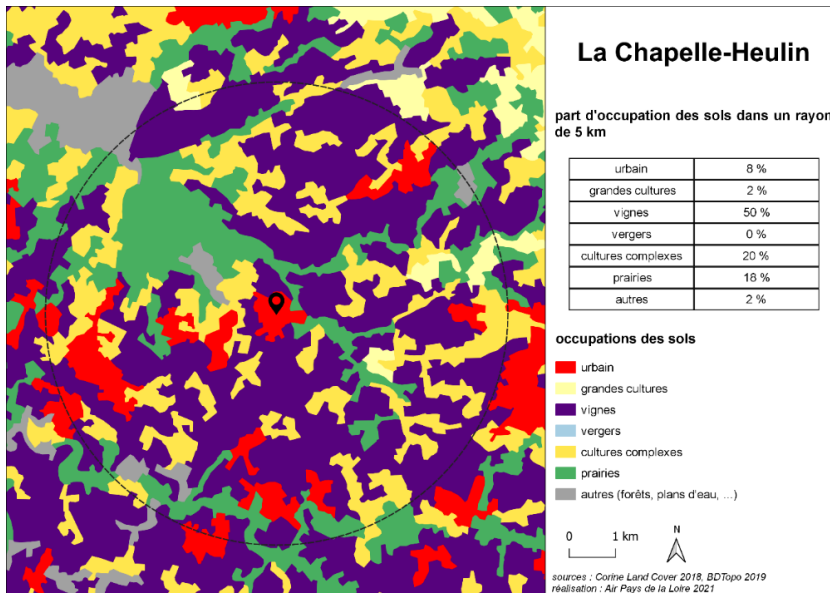 La Chapelle-Heulin
part d'occupation des sols dans un rayon
de 5 km
urbain 8 %
grandes cultures 2 %
vignes 50 %
vergers 0 %
cultures complexes 20 %
prairies 18 %
autres 2 %
occupations des sols
urbain
grandes cultures
vignes
vergers
cultures complexes
prairies
autres (forêts, plans d'eau, ...)
0 1 km
N
sources : Corine Land Cover 2018, BDTopo 2019
réalisation : Air Pays de la Loire 2021